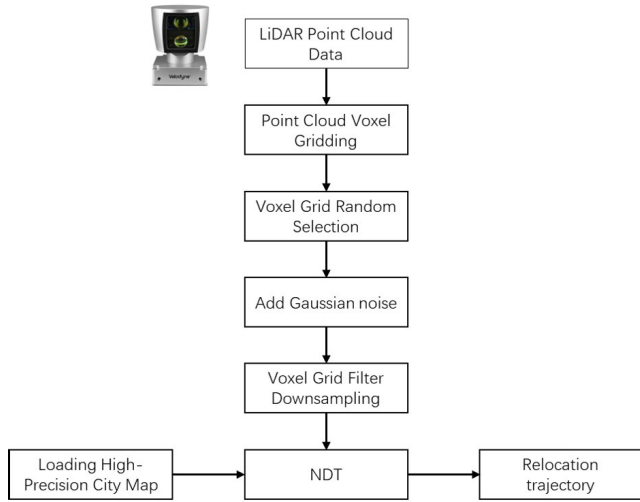 Velodyne
LiDAR Point Cloud
Data
Point Cloud Voxel
Gridding
Voxel Grid Random
Selection
Add Gaussian noise
Voxel Grid Filter
Downsampling
Loading High-
Precision City Map
NDT
Relocation
trajectory